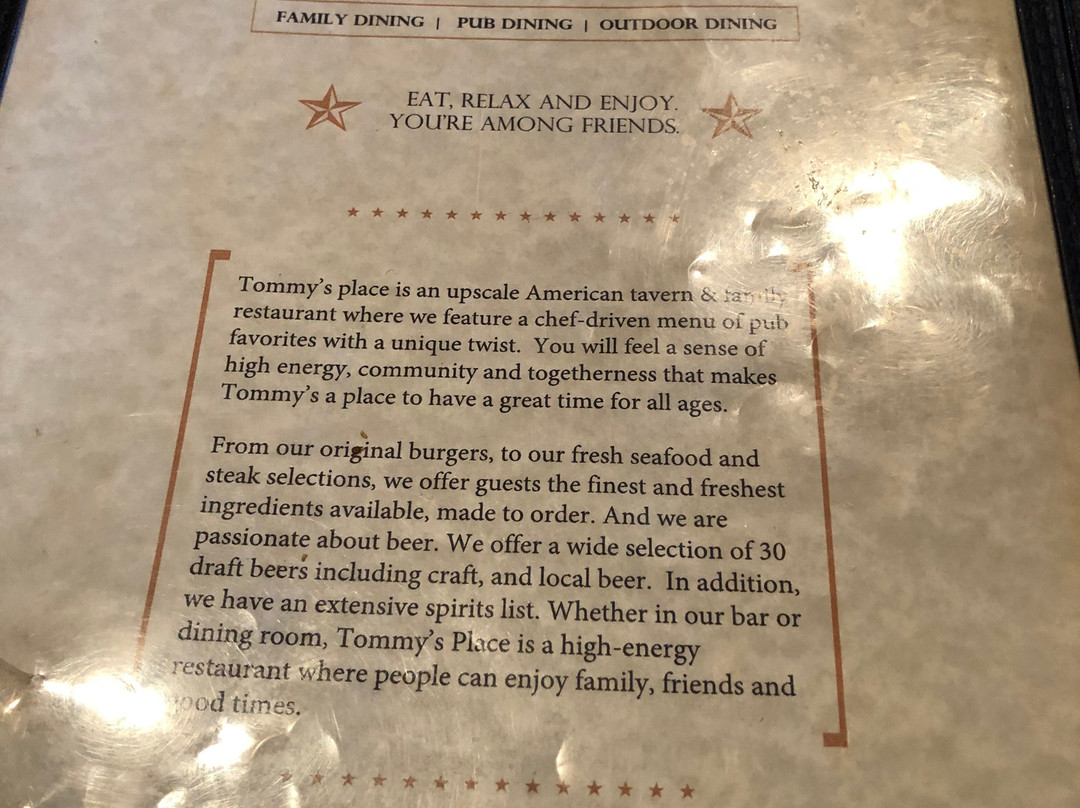 FAMILY DINING | PUB DINING | OUTDOOR DINING
EAT, RELAX AND ENJOY.
YOU'RE AMONG FRIENDS.
Tommy's place is an upscale American tavern & family
restaurant where we feature a chef-driven menu of pub
favorites with a unique twist. You will feel a sense of
high energy, community and togetherness that makes
Tommy's a place to have a great time for all ages.
From our original burgers, to our fresh seafood and
steak selections, we offer guests the finest and freshest
ingredients available, made to order. And we are
passionate about beer. We offer a wide selection of 30
draft beers including craft, and local beer. In addition,
we have an extensive spirits list. Whether in our bar or
dining room, Tommy's Place is a high-energy
restaurant where people can enjoy family, friends and
good times.